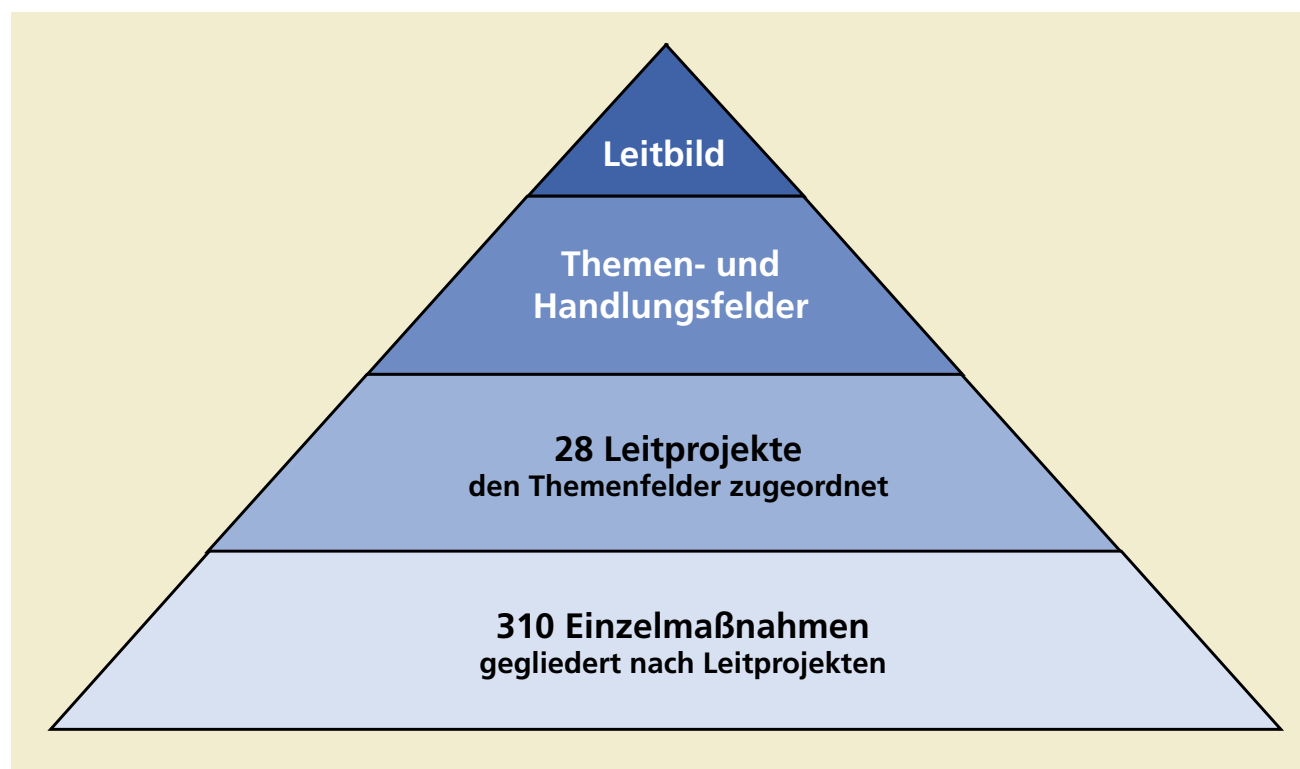 Leitbild
Themen- und
Handlungsfelder
28 Leitprojekte
den Themenfelder zugeordnet
310 Einzelmaßnahmen
gegliedert nach Leitprojekten